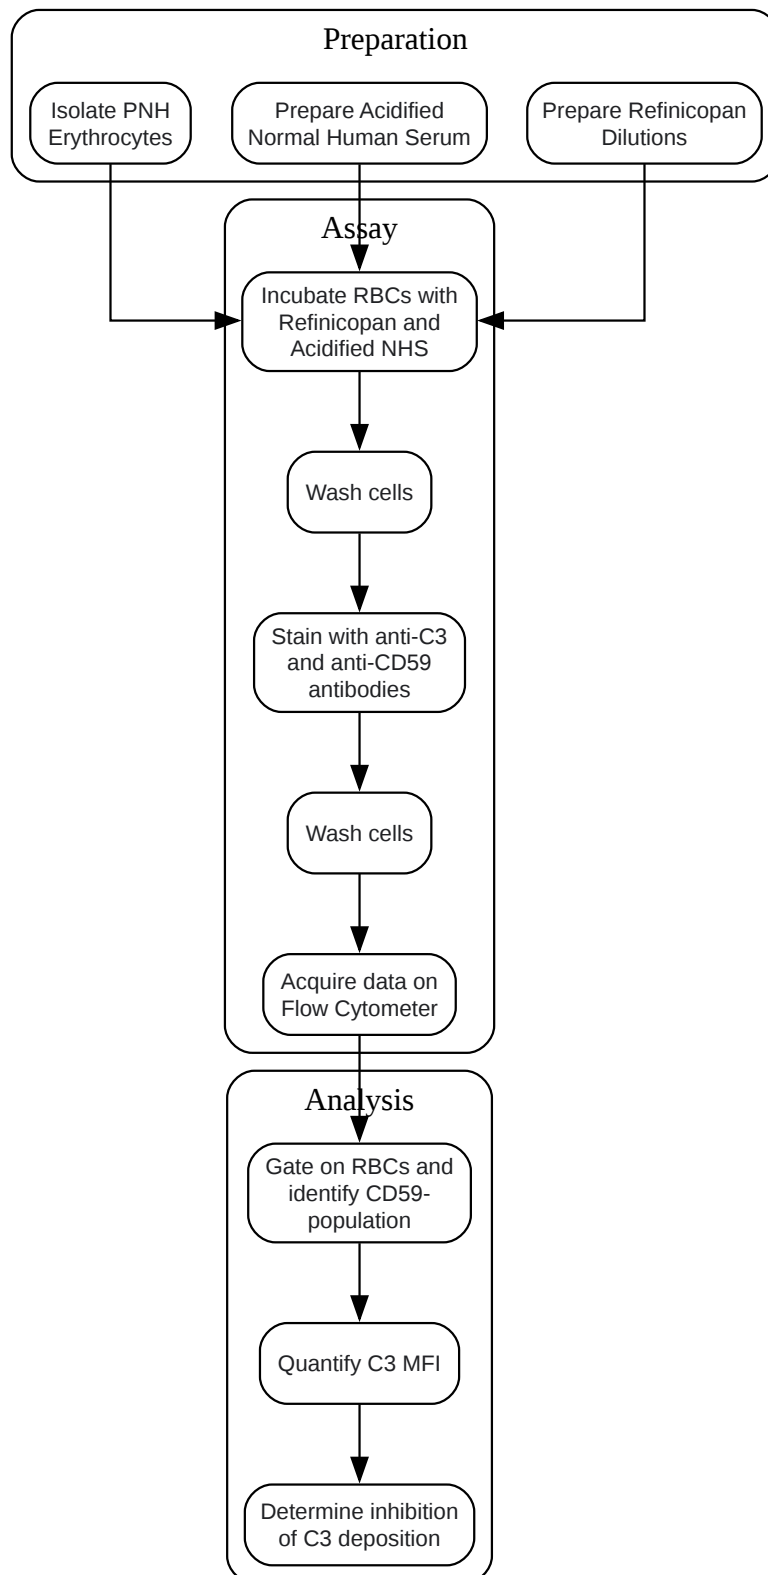 Preparation
Isolate PNH
Erythrocytes
Prepare Acidified
Normal Human Serum
Prepare Refinicopan
Dilutions
Assay
Incubate RBCs with
Refinicopan and
Acidified NHS
Wash cells
Stain with anti-C3
and anti-CD59
antibodies
Wash cells
Acquire data on
Flow Cytometer
Analysis
Gate on RBCs and
identify CD59-
population
Quantify C3 MFI
Determine inhibition
of C3 deposition